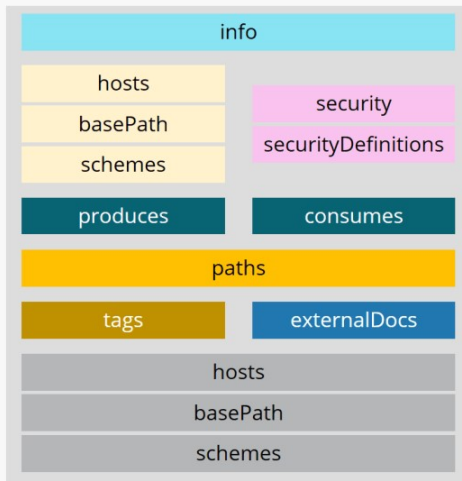 info
hosts
basePath
schemes
security
securityDefinitions
produces
consumes
paths
tags
externalDocs
hosts
basePath
schemes